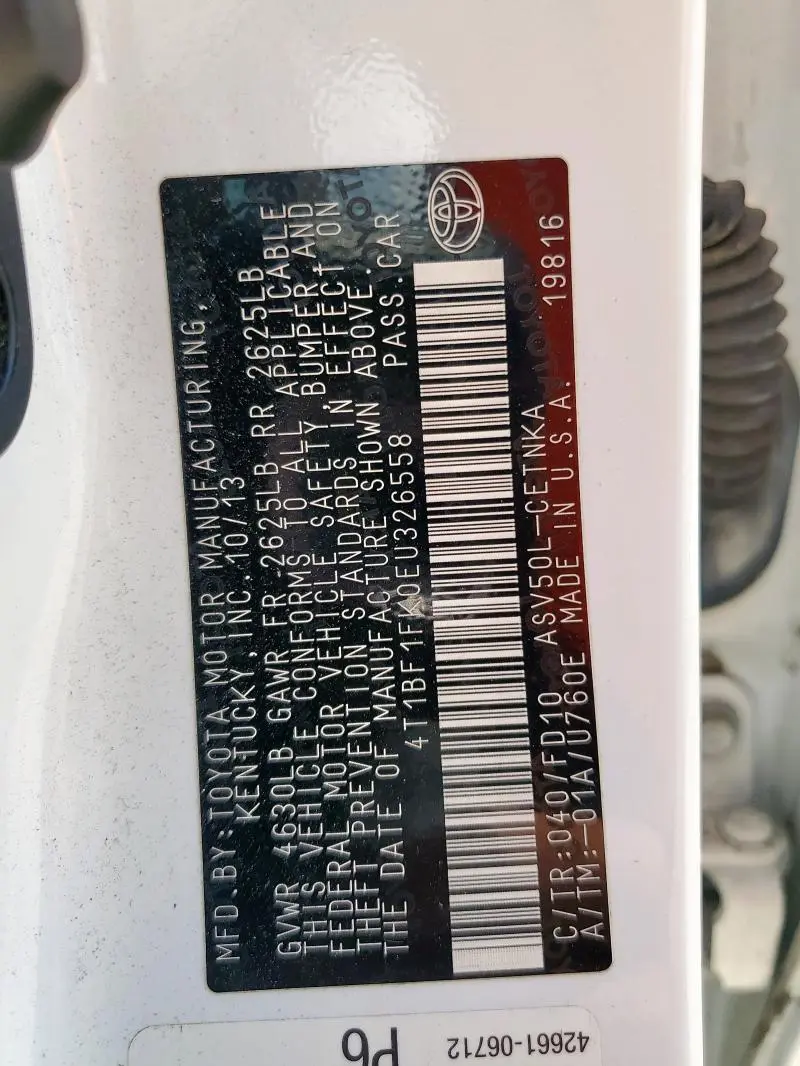 MFD.BY:TOYOTA MOTOR MANUFACTURING,
KENTUCKY, INC.10/13
GVWR 4630LB GAWR FR 2625LB RR 2625LB
THIS VEHICLE CONFORMS TO ALL APPLICABLE
FEDERAL MOTOR VEHICLE SAFETY, BUMPER, AND
THEFT PREVENTION STANDARDS IN EFFECT ON
THE DATE OF MANUFACTURE SHOWN ABOVE.
4T1BF1FK0EU326558 PASS.CAR
C/TR:040/FD10 ASV50L-CETNKA
A/TM:-01A/U760E MADE IN U.S.A. 19816
42661-06712
P6